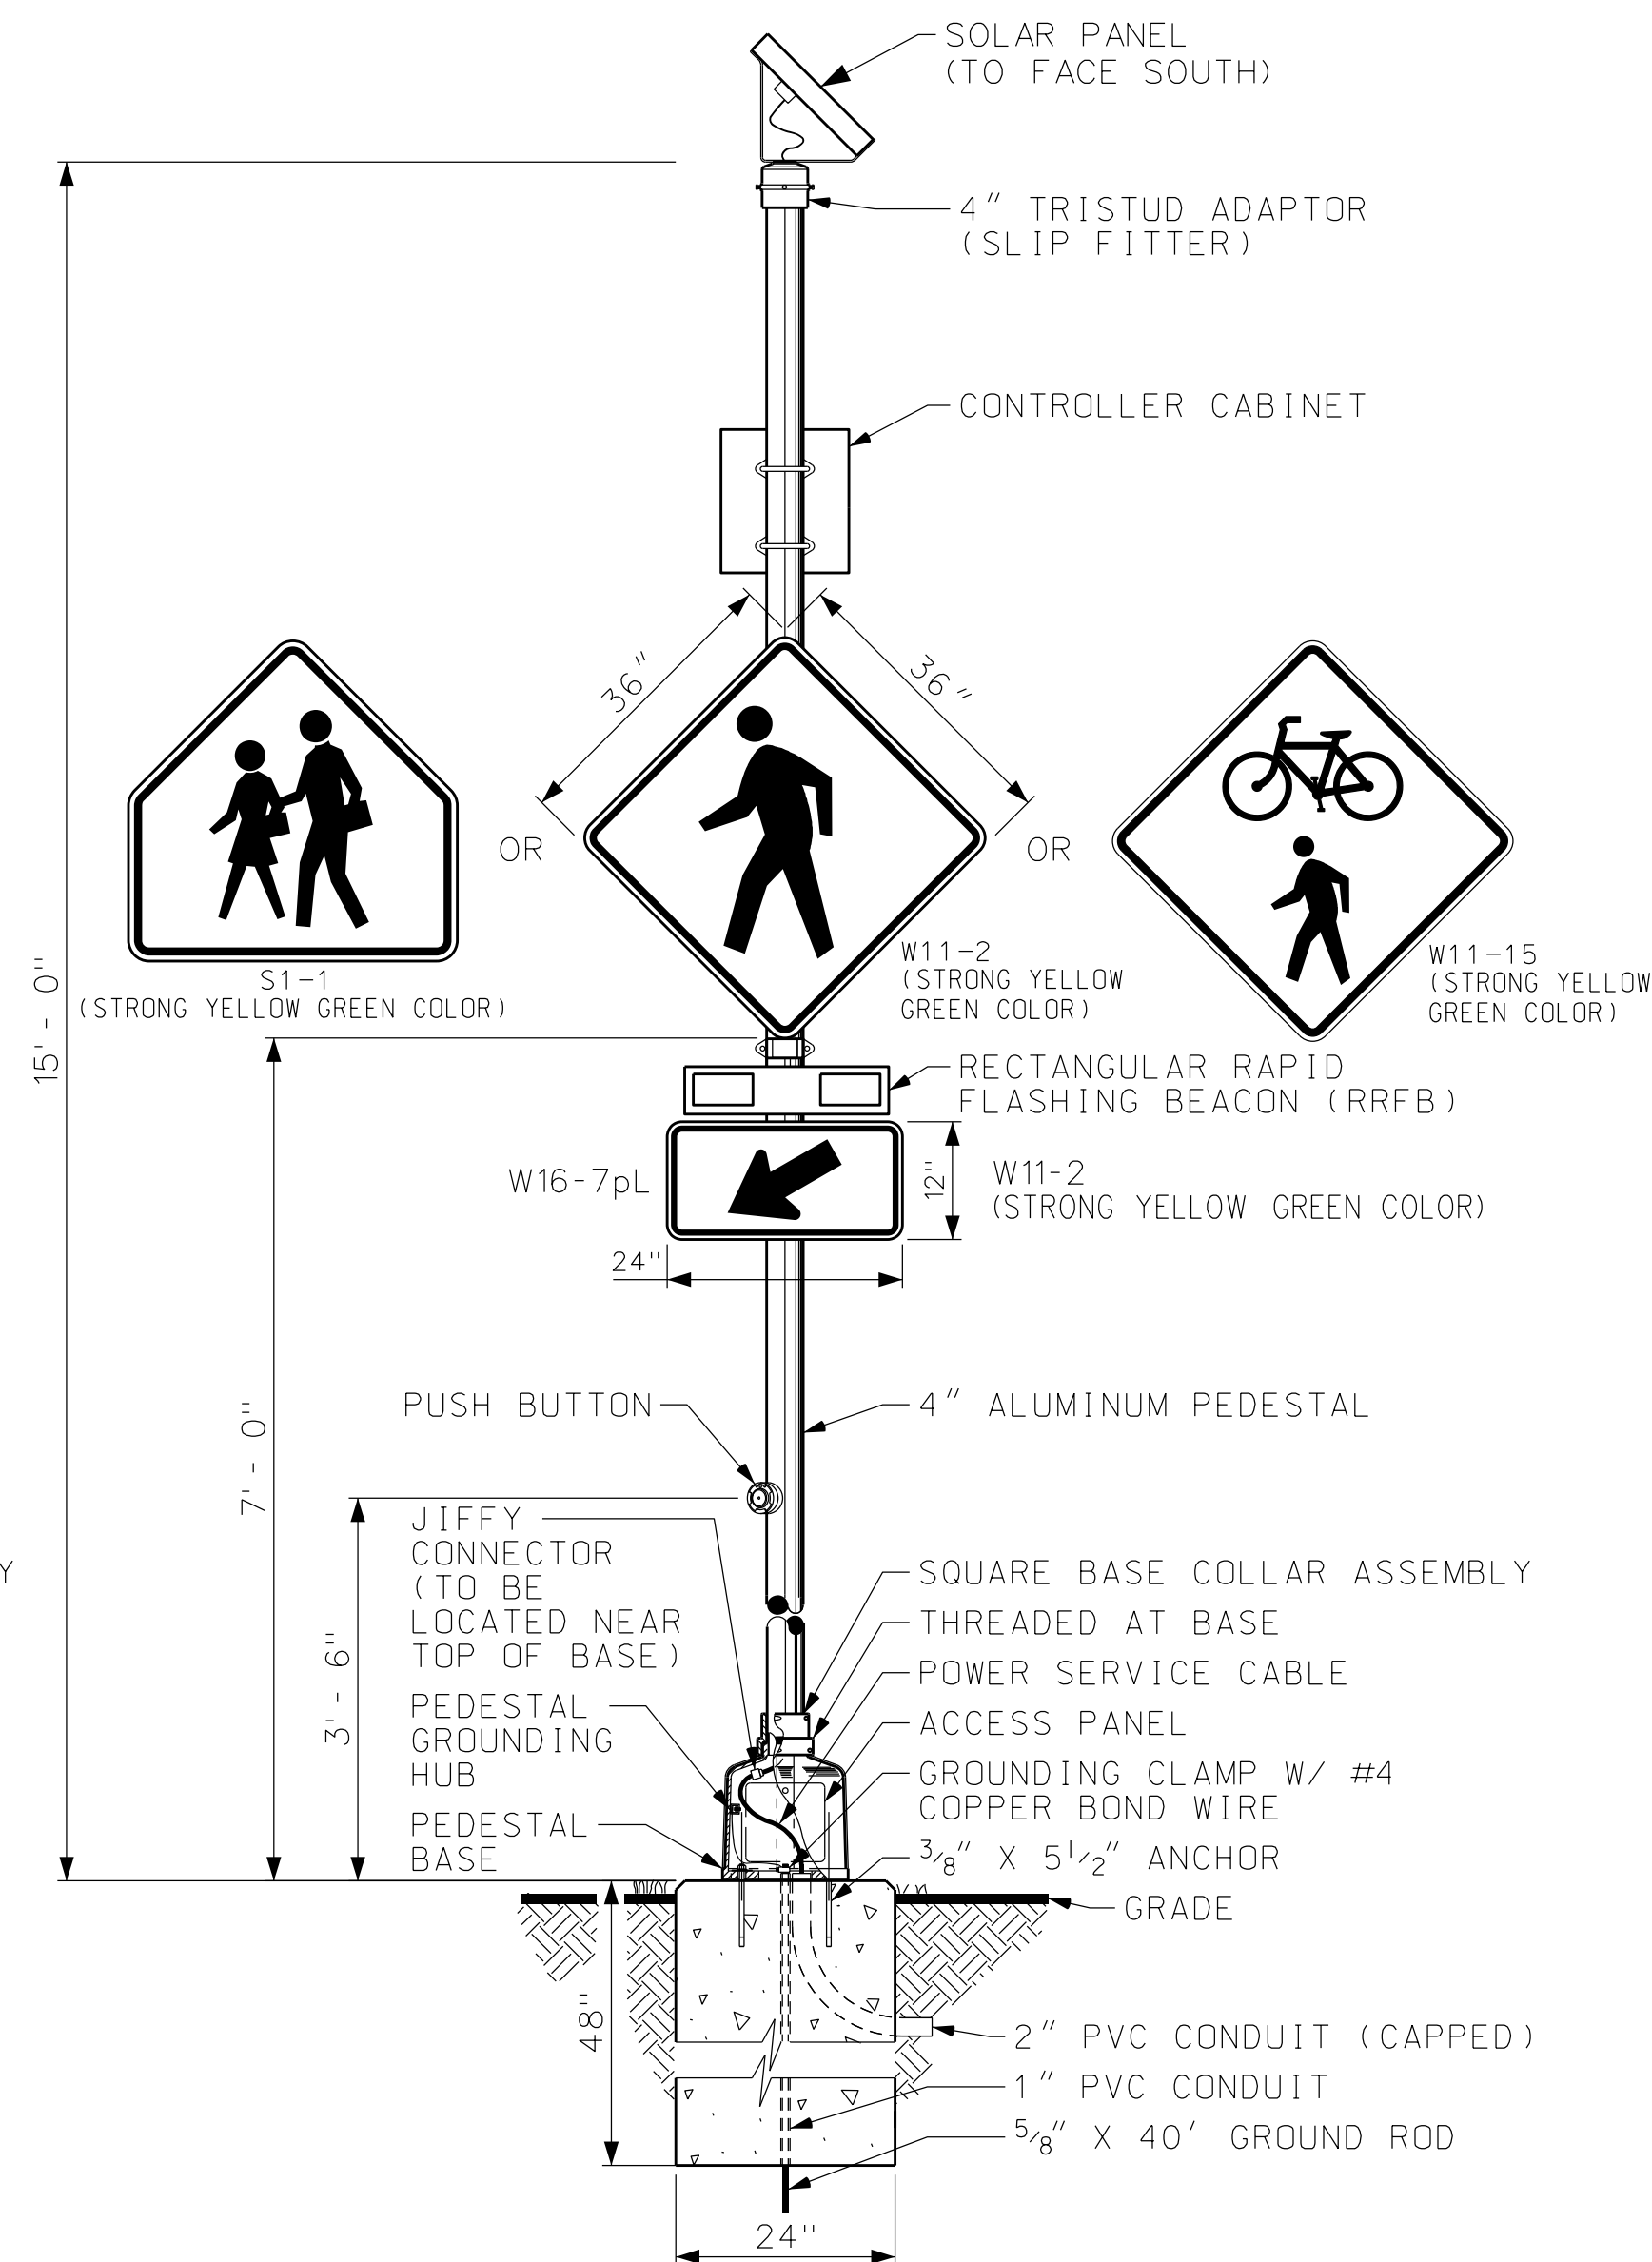 SOLAR PANEL
(TO FACE SOUTH)
4" TRISTUD ADAPTOR
(SLIP FITTER)
CONTROLLER CABINET
36"
36"
OR
OR
S1-1
(STRONG YELLOW GREEN COLOR)
W11-2
(STRONG YELLOW
GREEN COLOR)
W11-15
(STRONG YELLOW
GREEN COLOR)
15'- 0"
RECTANGULAR RAPID
FLASHING BEACON (RRFB)
W16-7pL
12"
W11-2
(STRONG YELLOW GREEN COLOR)
24"
PUSH BUTTON
4" ALUMINUM PEDESTAL
7'- 0"
JIFFY
CONNECTOR
(TO BE
LOCATED NEAR
TOP OF BASE)
Y
3'- 6"
SQUARE BASE COLLAR ASSEMBLY
THREADED AT BASE
POWER SERVICE CABLE
PEDESTAL
GROUNDING
HUB
ACCESS PANEL
GROUNDING CLAMP W/ #4
COPPER BOND WIRE
PEDESTAL
BASE
3/8" X 5 1/2" ANCHOR
GRADE
48"
2" PVC CONDUIT (CAPPED)
1" PVC CONDUIT
5/8" X 40' GROUND ROD
24"